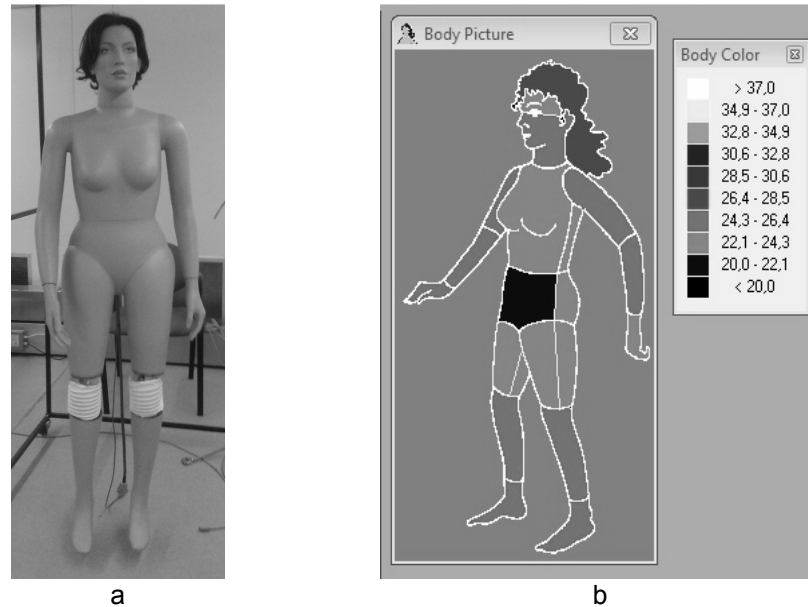 Body Picture
Body Color
> 37,0
34,9 - 37,0
32,8 - 34,9
30,6 - 32,8
28,5 - 30,6
26,4 - 28,5
24,3 - 26,4
22,1 - 24,3
20,0 - 22,1
< 20,0
a
b